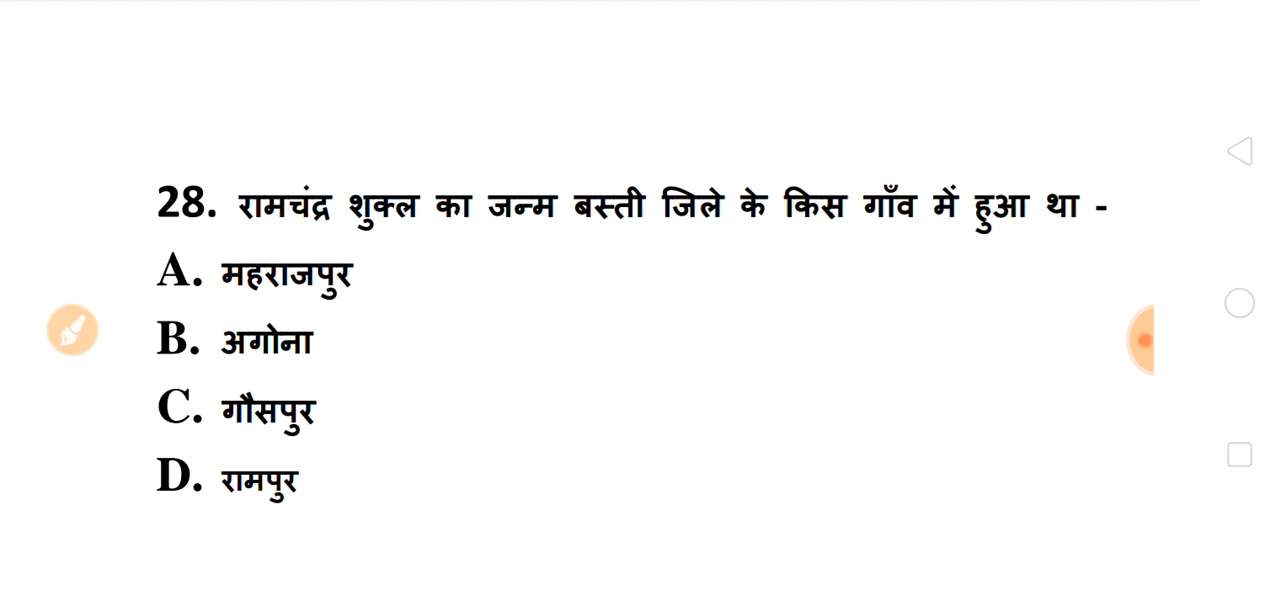 28. रामचंद्र शुक्ल का जन्म बस्ती जिले के किस गाँव में हुआ था -
A. महराजपुर
B. अगोना
C. गौसपुर
D. रामपुर